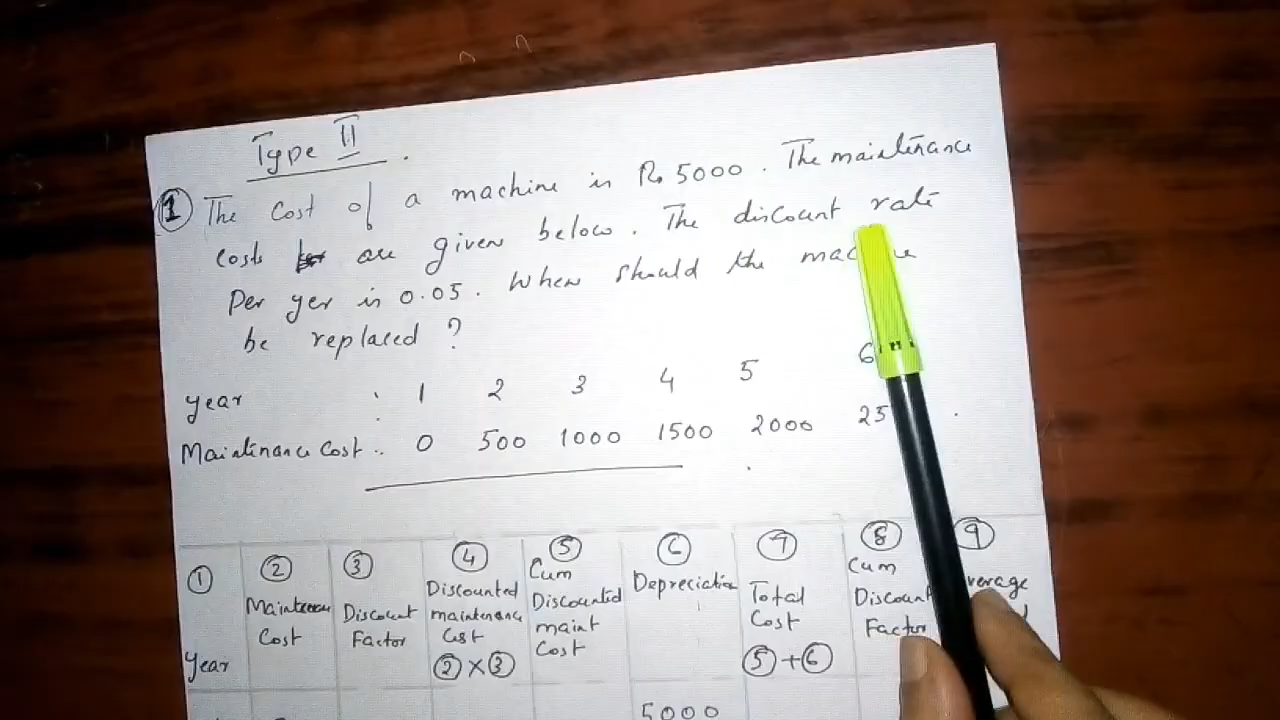 Type II .
① The cost of a machine is Rs 5000 . The maintenance
costs are given below . The discount rate
Per yer is 0.05 . When should the
be replaced ?
year : 1 2 3 4 5 6
Maintenance Cost .. 0 500 1000 1500 2000 25
① ② ③ ④ ⑤ ⑥ ⑦ ⑧ ⑨
year
Maintenance
Cost
Discount
Factor
Discounted
maintenance
Cost
② × ③
Cum
Discounted
maint
Cost
Depreciation
Total
Cost
⑤ + ⑥
Cum
Discount
Factor
5000